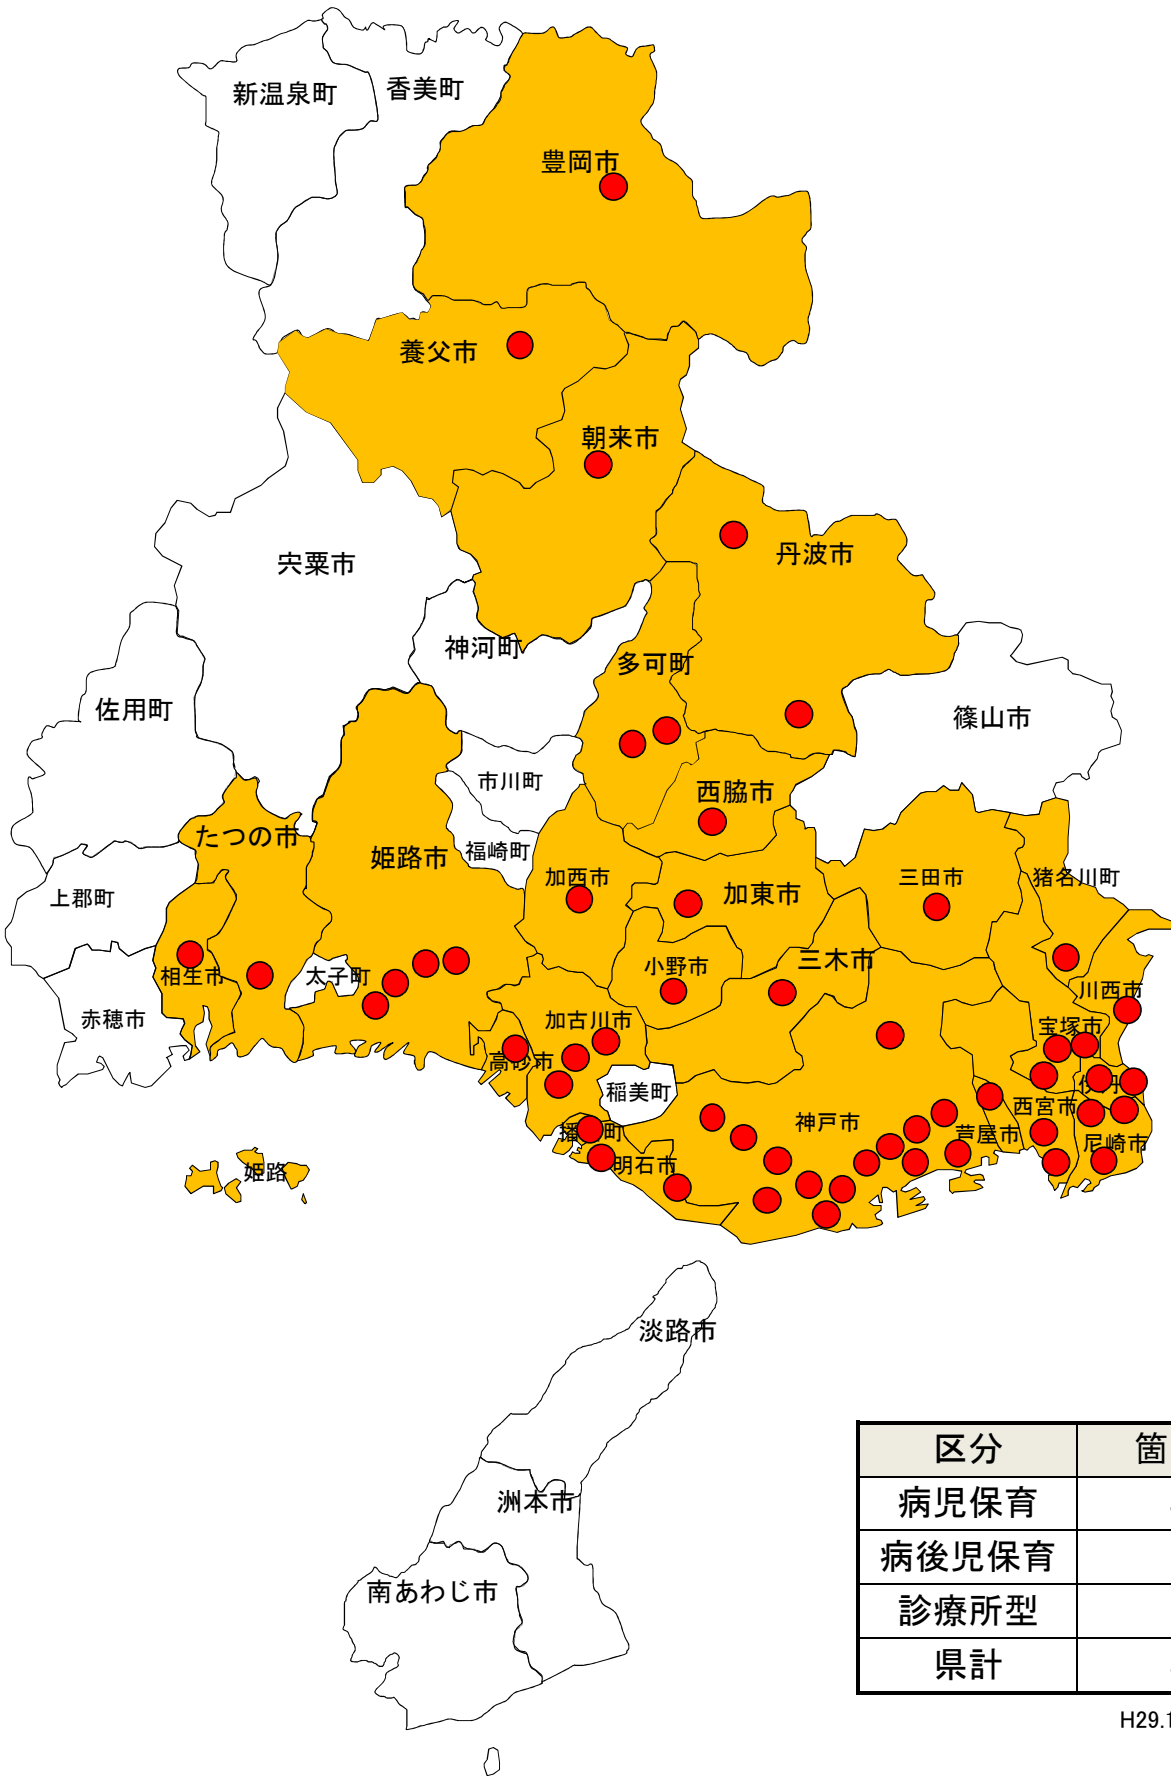 新温泉町
香美町
豊岡市
養父市
朝来市
宍粟市
丹波市
神河町
多可町
佐用町
篠山市
市川町
西脇市
たつの市
姫路市
福崎町
加西市
加東市
三田市
猪名川町
上郡町
相生市
太子町
小野市
三木市
川西市
赤穂市
加古川市
宝塚市
高砂市
稲美町
神戸市
西宮市
芦屋市
尼崎市
明石市
姫路
淡路市
洲本市
南あわじ市
区分 箇
病児保育
病後児保育
診療所型
県計
H29.1